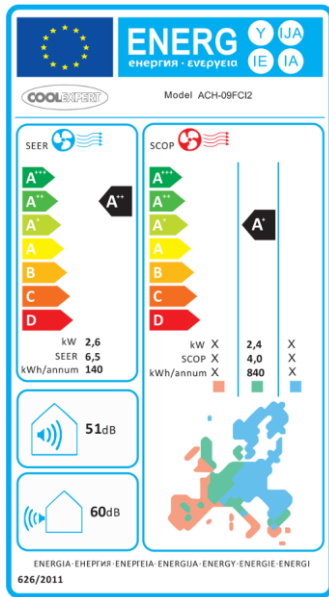 ENERG Y IJA
енергия · ενεργεια IE IA
COOLEXPERT
Model ACH-09FCI2
SEER
A+++
A++
A+
A
B
C
D
A++
kW 2,6
SEER 6,5
kWh/annum 140
SCOP
A+++
A++
A+
A
B
C
D
A+
kW X 2,4 X
SCOP X 4,0 X
kWh/annum X 840 X
51dB
60dB
ENERGIA·ЕНЕРГИЯ·ΕΝΕΡΓΕΙΑ·ENERGIJA·ENERGY·ENERGIE·ENERGI
626/2011